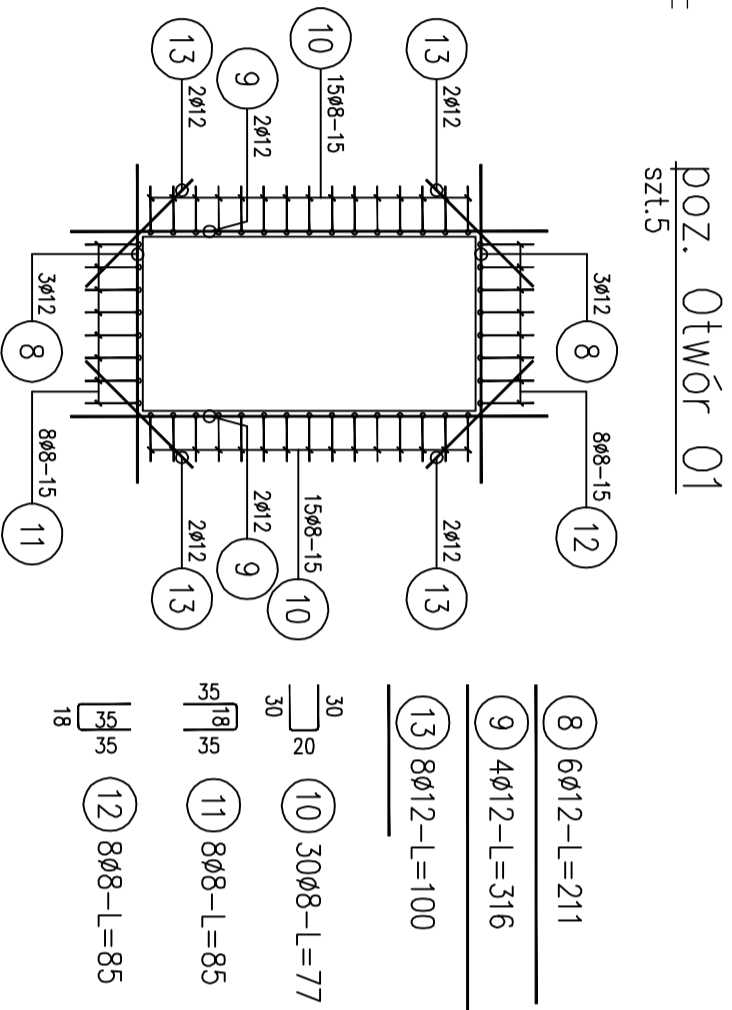 poz. Otwór O1
szt.5
13
2ø12
10
15ø8-15
9
2ø12
13
2ø12
3ø12
8
8ø8-15
12
3ø12
8
8ø8-15
11
2ø12
13
15ø8-15
10
2ø12
9
2ø12
13
8 6ø12-L=211
9 4ø12-L=316
13 8ø12-L=100
30
30
20
10 30ø8-L=77
35
18
35
11 8ø8-L=85
18
35
35
12 8ø8-L=85